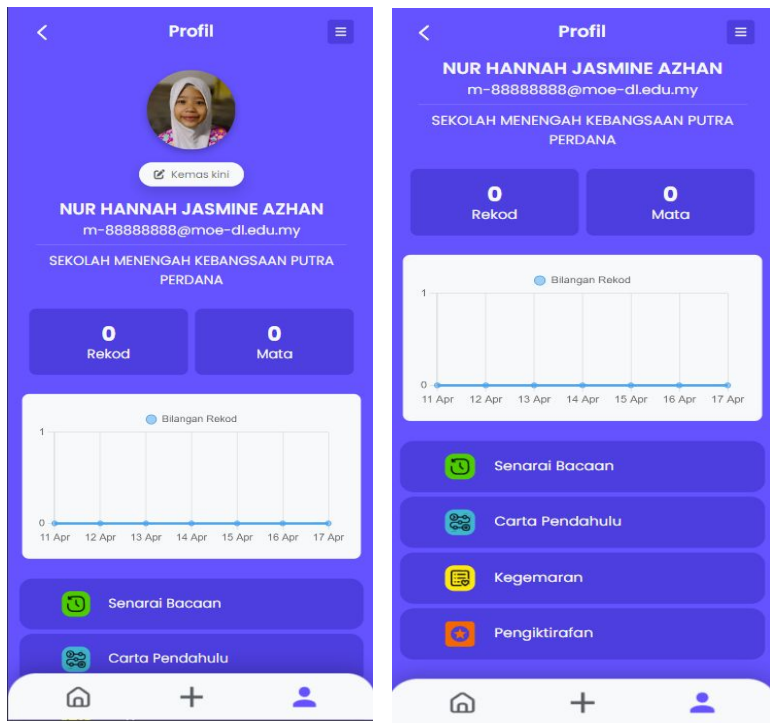 Profil
Kemas kini
NUR HANNAH JASMINE AZHAN
m-88888888@moe-dl.edu.my
SEKOLAH MENENGAH KEBANGSAAN PUTRA
PERDANA
0
Rekod
0
Mata
Bilangan Rekod
1
0
11 Apr 12 Apr 13 Apr 14 Apr 15 Apr 16 Apr 17 Apr
Senarai Bacaan
Carta Pendahulu
Profil
NUR HANNAH JASMINE AZHAN
m-88888888@moe-dl.edu.my
SEKOLAH MENENGAH KEBANGSAAN PUTRA
PERDANA
0
Rekod
0
Mata
Bilangan Rekod
1
0
11 Apr 12 Apr 13 Apr 14 Apr 15 Apr 16 Apr 17 Apr
Senarai Bacaan
Carta Pendahulu
Kegemaran
Pengiktirafan